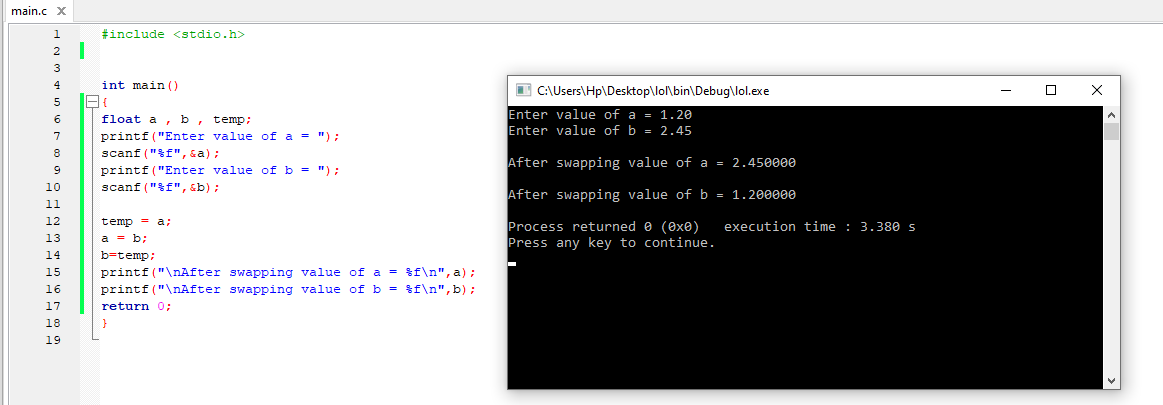 main.c X
1 #include <stdio.h>
2
3
4 int main()
5 {
6 float a , b , temp;
7 printf("Enter value of a = ");
8 scanf("%f",&a);
9 printf("Enter value of b = ");
10 scanf("%f",&b);
11
12 temp = a;
13 a = b;
14 b=temp;
15 printf("\nAfter swapping value of a = %f\n",a);
16 printf("\nAfter swapping value of b = %f\n",b);
17 return 0;
18 }
19
C:\Users\Hp\Desktop\lol\bin\Debug\lol.exe
Enter value of a = 1.20
Enter value of b = 2.45
After swapping value of a = 2.450000
After swapping value of b = 1.200000
Process returned 0 (0x0)   execution time : 3.380 s
Press any key to continue.